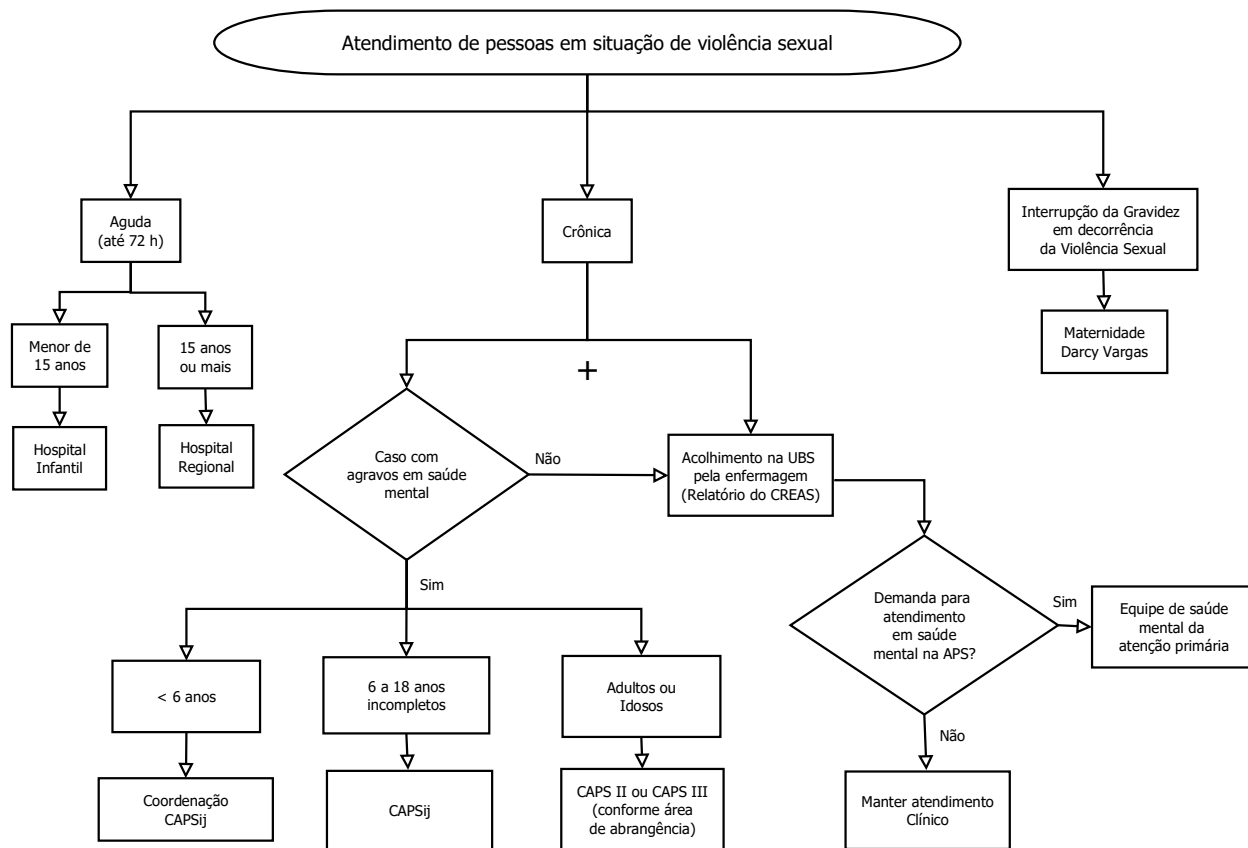 Atendimento de pessoas em situação de violência sexual
Aguda
(até 72 h)
Crônica
Interrupção da Gravidez
em decorrência
da Violência Sexual
Menor de
15 anos
15 anos
ou mais
Maternidade
Darcy Vargas
+
Hospital
Infantil
Hospital
Regional
Caso com
agravos em saúde
mental
Não
Acolhimento na UBS
pela enfermagem
(Relatório do CREAS)
Sim
Demanda para
atendimento
em saúde
mental na APS?
Sim
Equipe de saúde
mental da
atenção primária
< 6 anos
6 a 18 anos
incompletos
Adultos ou
Idosos
Não
Coordenação
CAPSij
CAPSij
CAPS II ou CAPS III
(conforme área
de abrangência)
Manter atendimento
Clínico